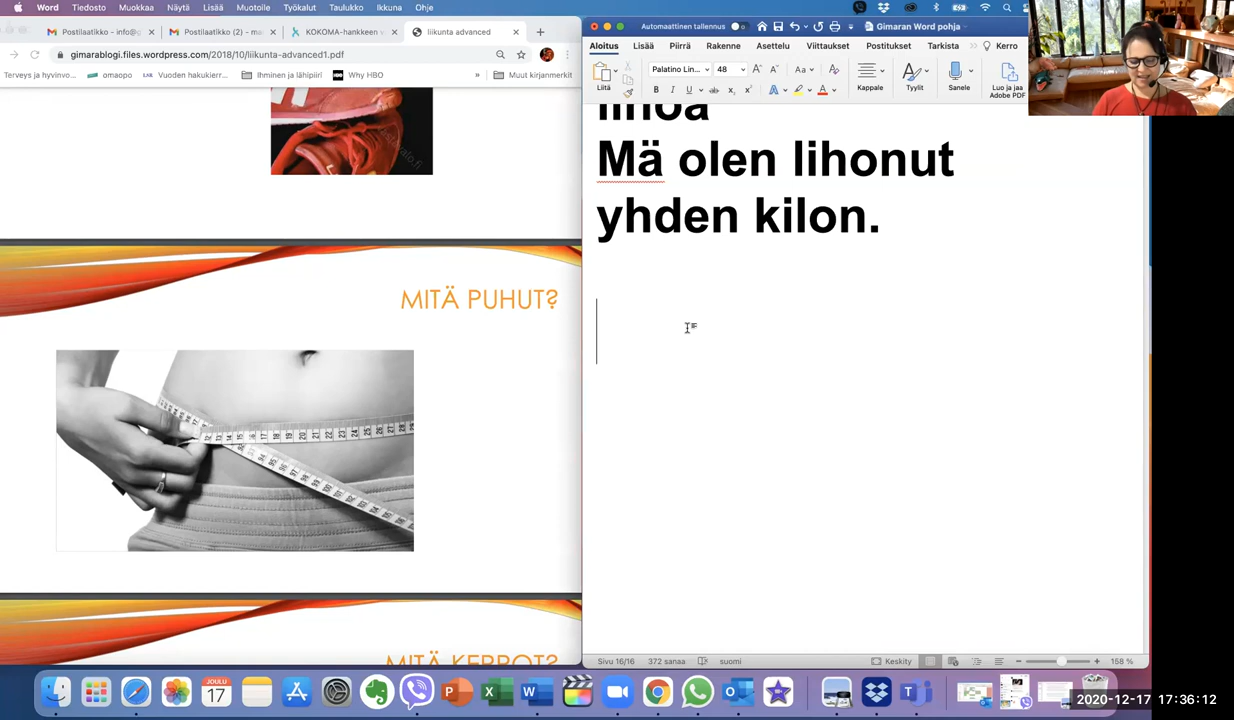 Word Tiedosto Muokkaa Näytä Lisää Muotoile Työkalut Taulukko Ikkuna Ohje
Postilaatikko - info@g
Postilaatikko (2) - ma
KOKOMA-hankkeen v
liikunta advanced
gimarablogi.files.wordpress.com/2018/10/liikunta-advanced1.pdf
Terveys ja hyvinvo... omaopo Vuoden hakukierr... Ihminen ja lähipiiri Why HBO » Muut kirjanmerkit
MITÄ PUHUT?
MITÄ KERROT?
Automaattinen tallennus
Gimaran Word pohja
Aloitus Lisää Piirrä Rakenne Asettelu Viittaukset Postitukset Tarkista » Kerro
Liitä
Palatino Lin... 48
Kappale Tyylit Sanele Luo ja jaa
Adobe PDF
lihoa
Mä olen lihonut
yhden kilon.
Sivu 16/16 372 sanaa suomi Keskity 158 %
JOULU
17
2020-12-17 17:36:12